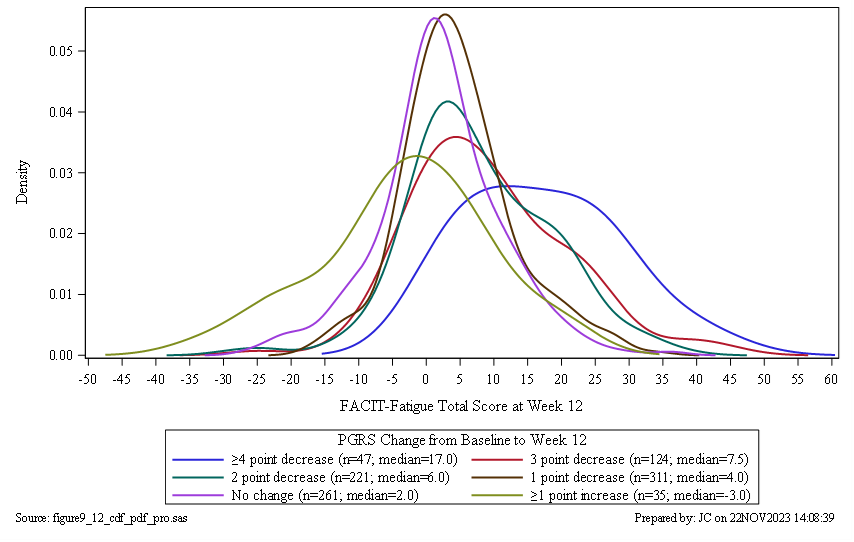 Density
0.05
0.04
0.03
0.02
0.01
0.00
-50 -45 -40 -35 -30 -25 -20 -15 -10 -5 0 5 10 15 20 25 30 35 40 45 50 55 60
FACIT-Fatigue Total Score at Week 12
PGRS Change from Baseline to Week 12
≥4 point decrease (n=47; median=17.0) 3 point decrease (n=124; median=7.5)
2 point decrease (n=221; median=6.0) 1 point decrease (n=311; median=4.0)
No change (n=261; median=2.0) ≥1 point increase (n=35; median=-3.0)
Source: figure9_12_cdf_pdf_pro.sas Prepared by: JC on 22NOV2023 14:08:39